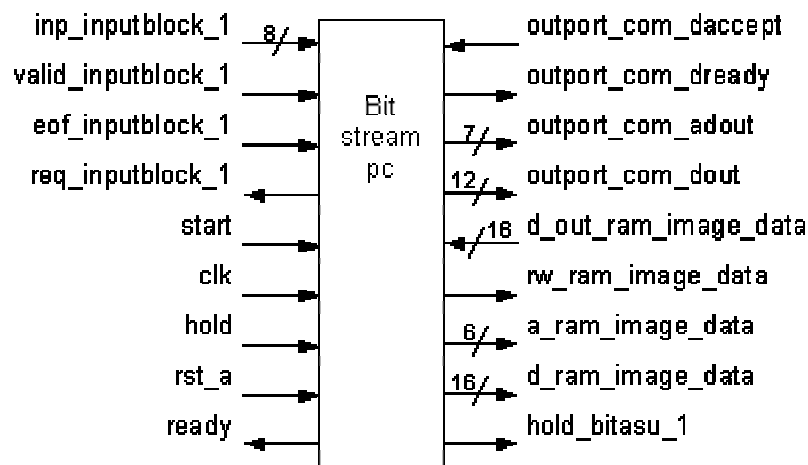 inp_inputblock_1
8/
outport_com_daccept
valid_inputblock_1
outport_com_dready
Bit
stream
pc
eof_inputblock_1
7/
outport_com_adout
req_inputblock_1
12/
outport_com_dout
start
/16
d_out_ram_image_data
clk
rw_ram_image_data
hold
6/
a_ram_image_data
rst_a
16/
d_ram_image_data
ready
hold_bitasu_1